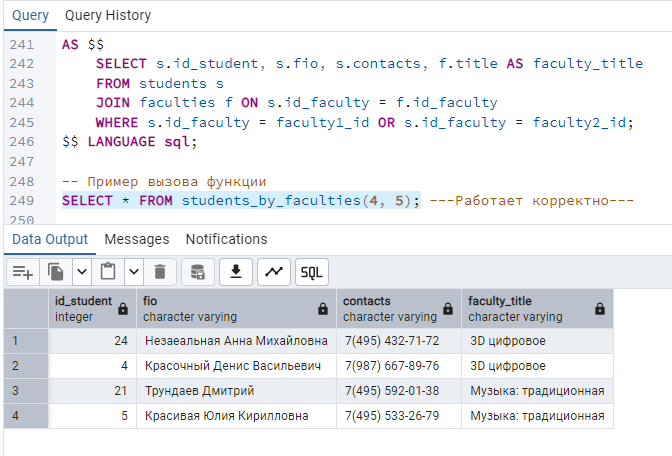 Query Query History
241 AS $$
242 SELECT s.id_student, s.fio, s.contacts, f.title AS faculty_title
243 FROM students s
244 JOIN faculties f ON s.id_faculty = f.id_faculty
245 WHERE s.id_faculty = faculty1_id OR s.id_faculty = faculty2_id;
246 $$ LANGUAGE sql;
247
248 -- Пример вызова функции
249 SELECT * FROM students_by_faculties(4, 5); ---Работает корректно---
250
Data Output Messages Notifications
SQL
id_student fio contacts faculty_title
integer character varying character varying character varying
1 24 Незаеальная Анна Михайловна 7(495) 432-71-72 3D цифровое
2 4 Красочный Денис Васильевич 7(987) 667-89-76 3D цифровое
3 21 Трундаев Дмитрий 7(495) 592-01-38 Музыка: традиционная
4 5 Красивая Юлия Кирилловна 7(495) 533-26-79 Музыка: традиционная